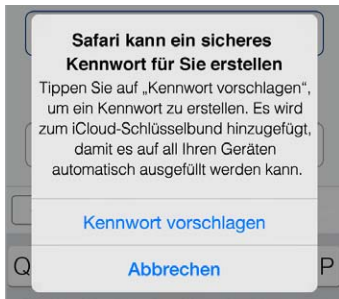 Safari kann ein sicheres
Kennwort für Sie erstellen
Tippen Sie auf „Kennwort vorschlagen“,
um ein Kennwort zu erstellen. Es wird
zum iCloud-Schlüsselbund hinzugefügt,
damit es auf all Ihren Geräten
automatisch ausgefüllt werden kann.
Kennwort vorschlagen
Abbrechen
Q P